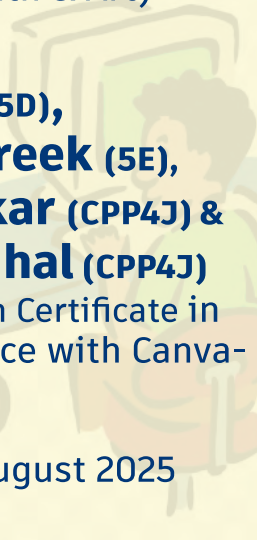 5D),
reek (5E),
kar (CPP4J) &
hal (CPP4J)
n Certificate in
ce with Canva-
ugust 2025